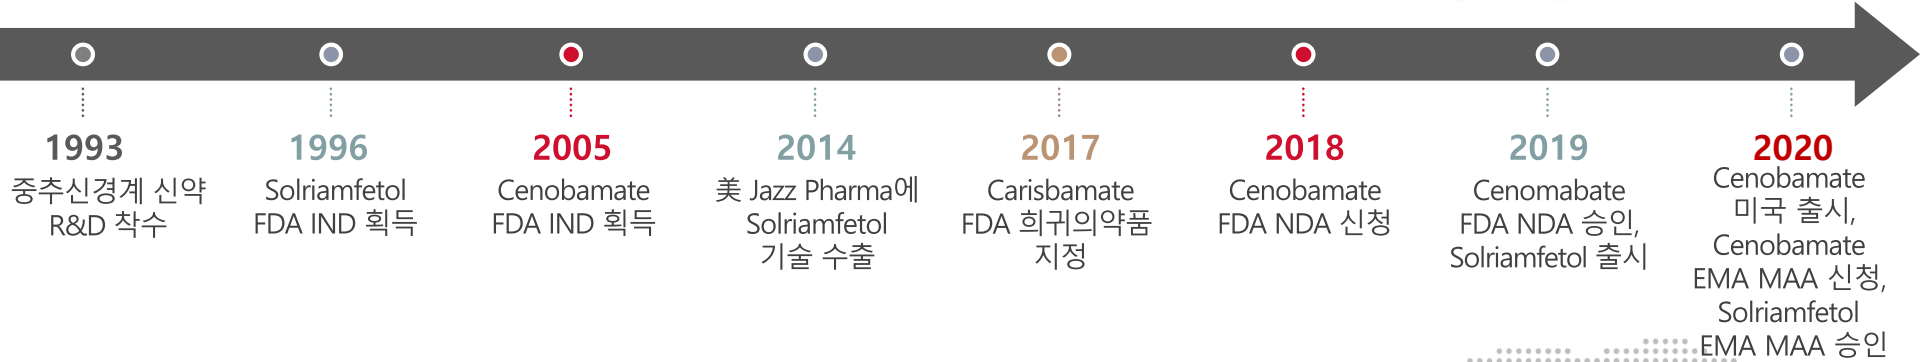 1993
중추신경계 신약
R&D 착수
1996
Solriamfetol
FDA IND 획득
2005
Cenobamate
FDA IND 획득
2014
美 Jazz Pharma에
Solriamfetol
기술 수출
2017
Carisbamate
FDA 희귀의약품
지정
2018
Cenobamate
FDA NDA 신청
2019
Cenomabate
FDA NDA 승인,
Solriamfetol 출시
2020
Cenobamate
미국 출시,
Cenobamate
EMA MAA 신청,
Solriamfetol
EMA MAA 승인